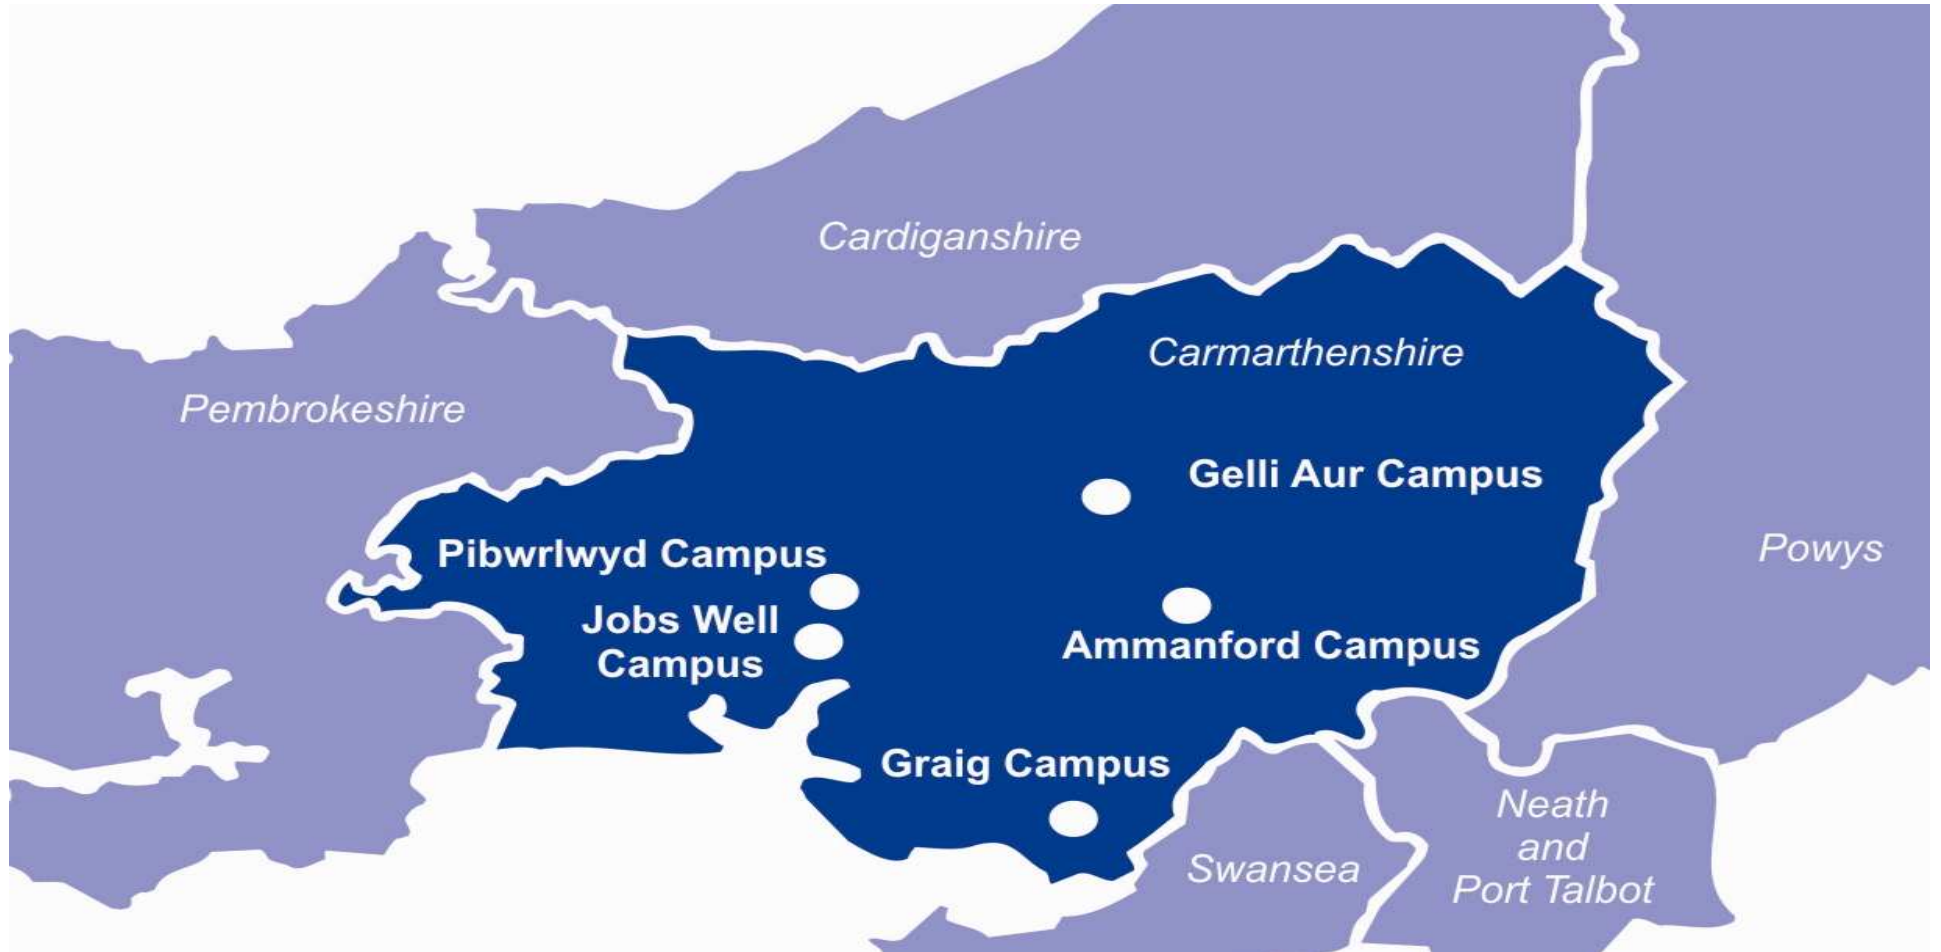 Cardiganshire
Carmarthenshire
Pembrokeshire
Gelli Aur Campus
Pibwrlwyd Campus
Powys
Jobs Well
Campus
Ammanford Campus
Graig Campus
Neath
and
Port Talbot
Swansea